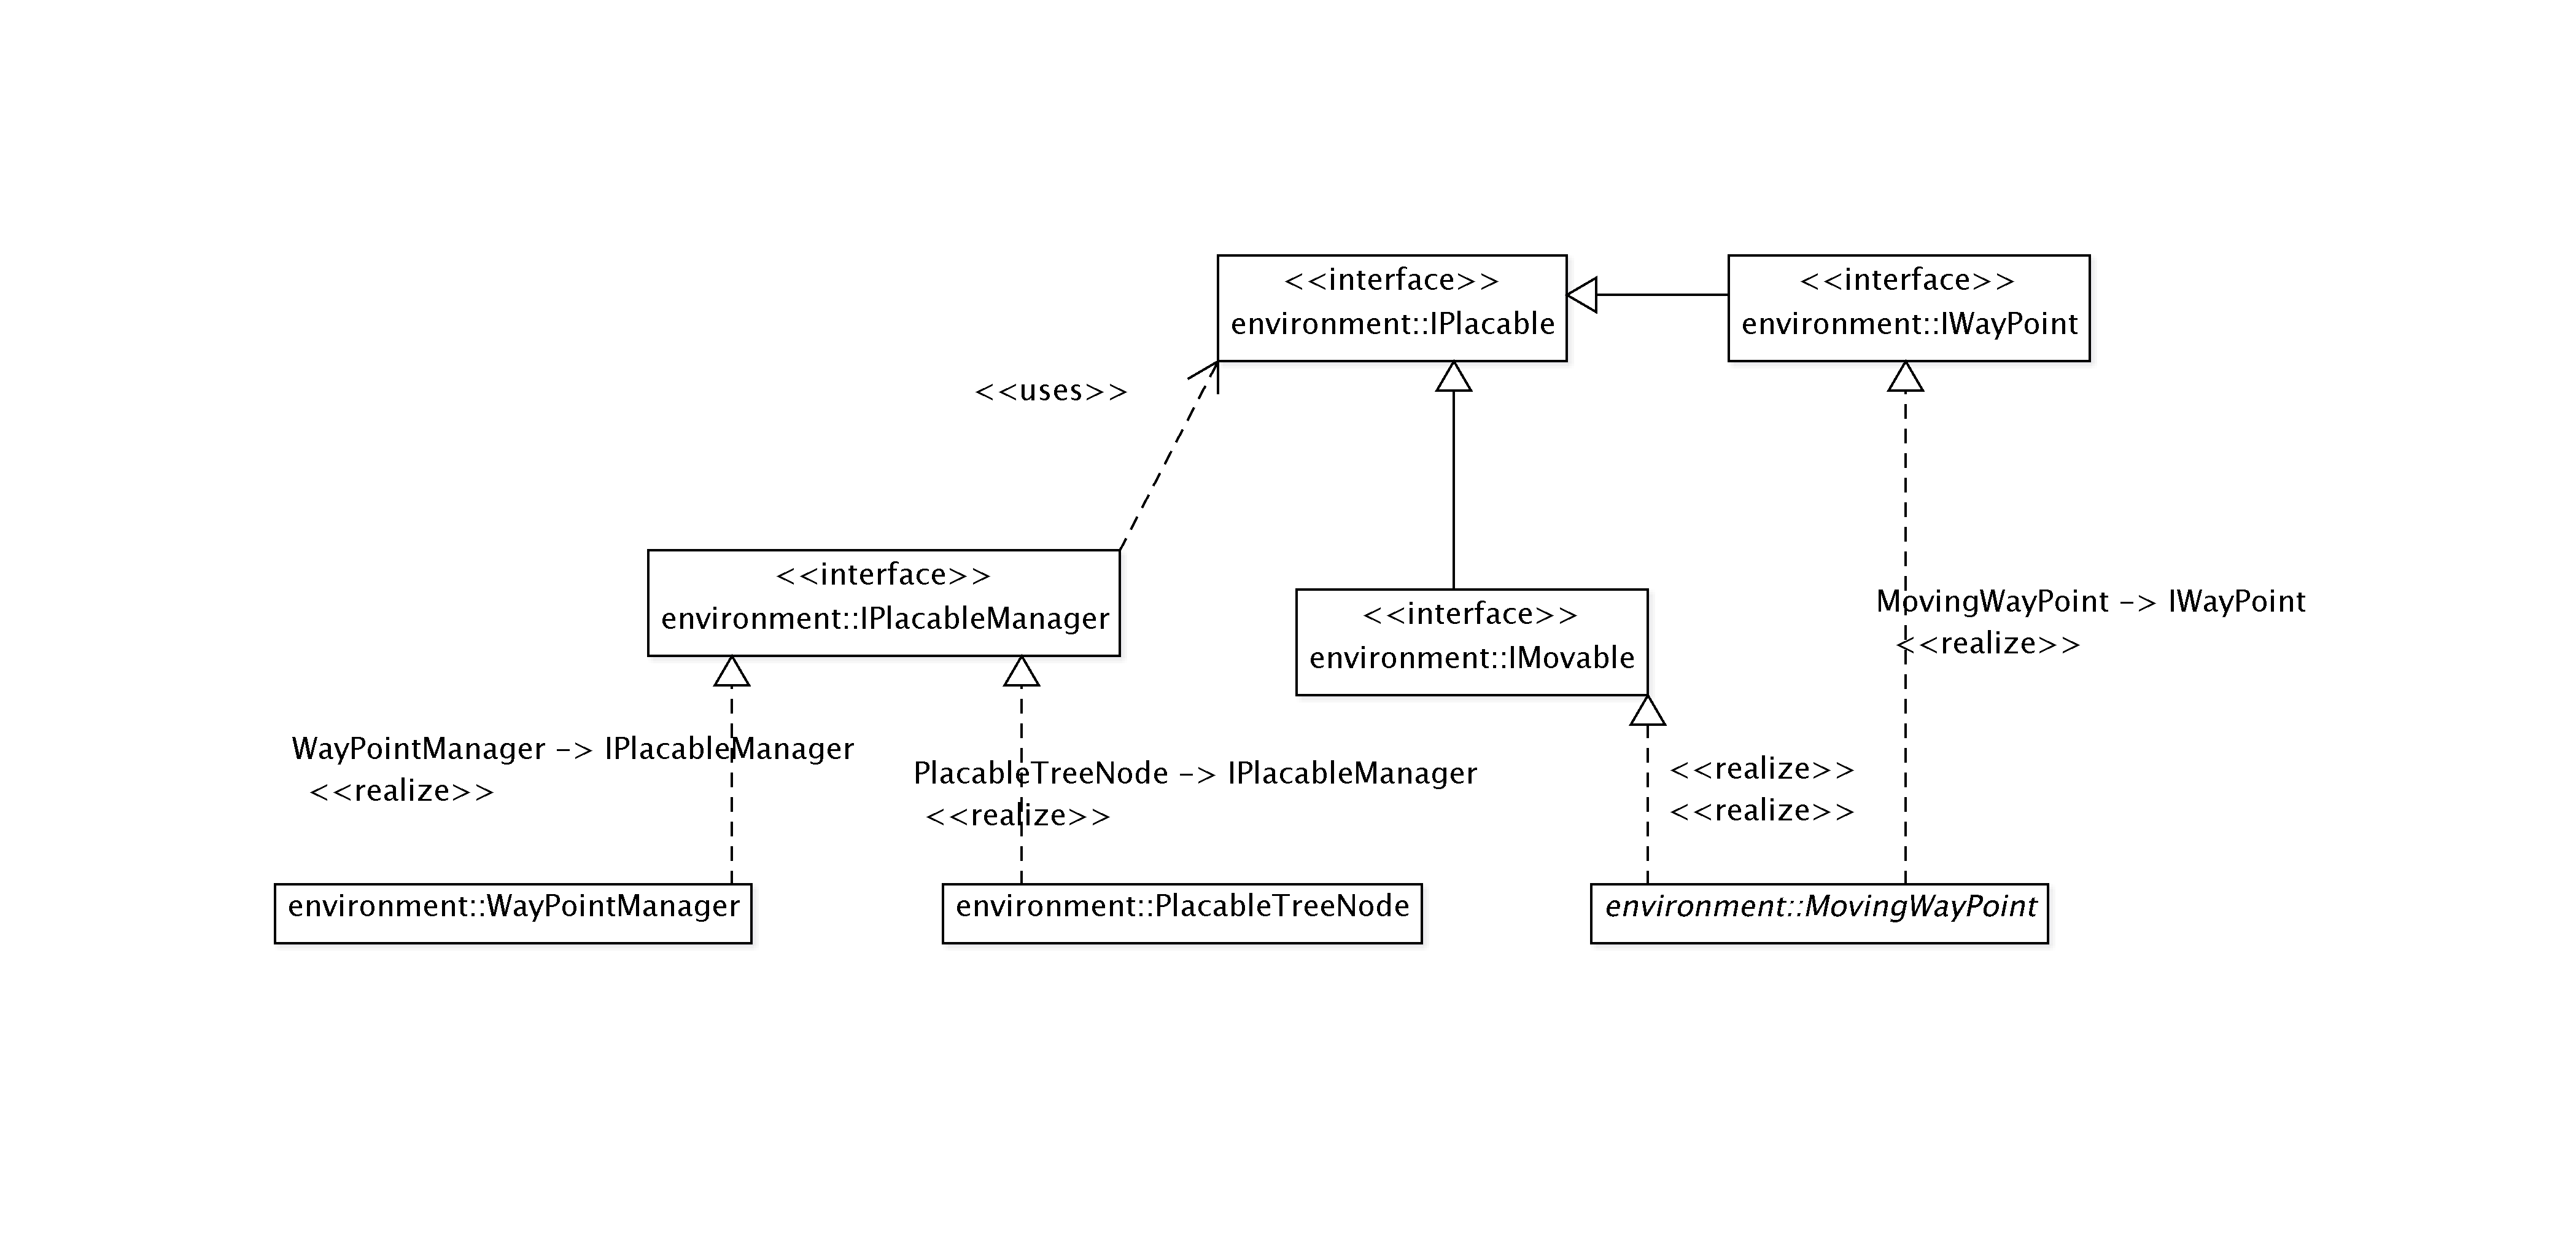 <<interface>>
environment::IPlacable
<<interface>>
environment::IWayPoint
<<uses>>
<<interface>>
environment::IPlacableManager
<<interface>>
environment::IMovable
MovingWayPoint -> IWayPoint
<<realize>>
WayPointManager -> IPlacableManager
<<realize>>
PlacableTreeNode -> IPlacableManager
<<realize>>
<<realize>>
<<realize>>
environment::WayPointManager
environment::PlacableTreeNode
environment::MovingWayPoint